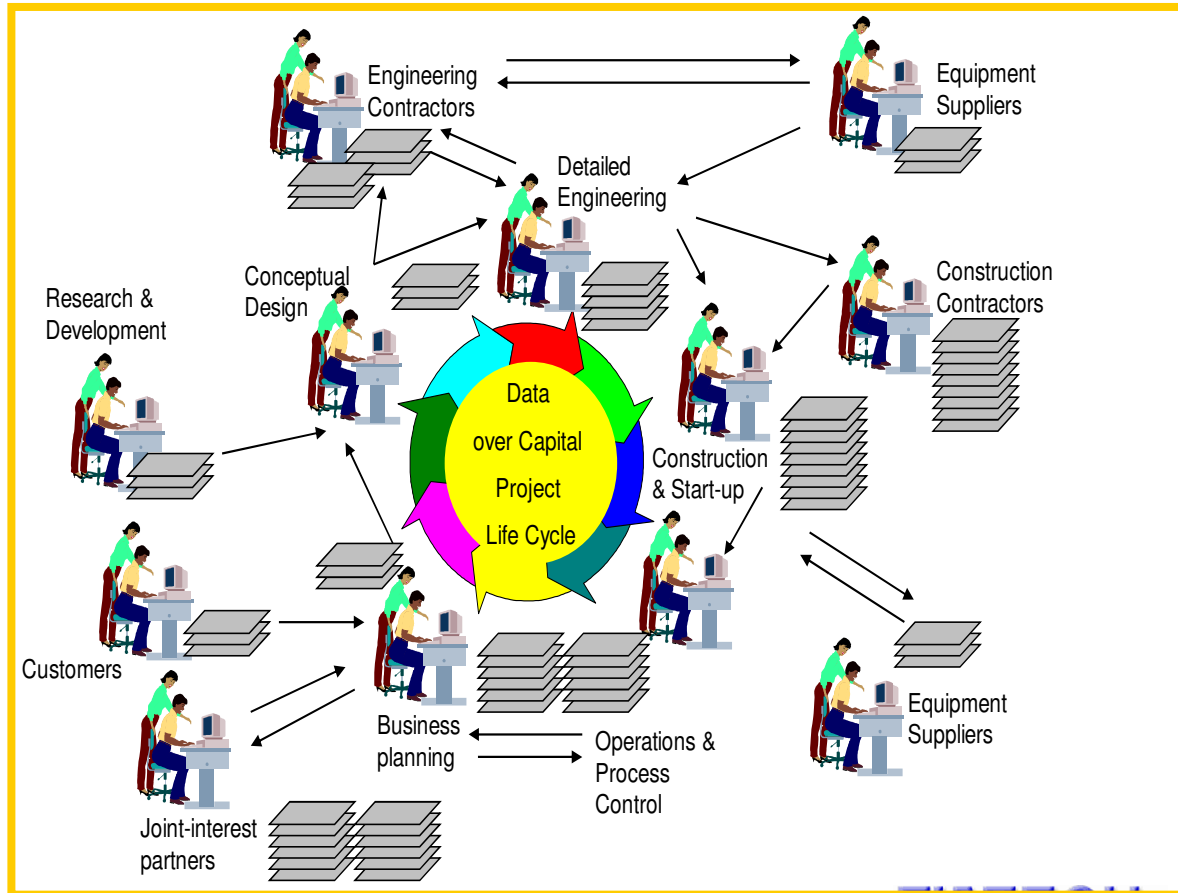 Engineering
Contractors
Equipment
Suppliers
Detailed
Engineering
Conceptual
Design
Construction
Contractors
Research &
Development
Data
over Capital
Project
Life Cycle
Construction
& Start-up
Customers
Business
planning
Operations &
Process
Control
Equipment
Suppliers
Joint-interest
partners